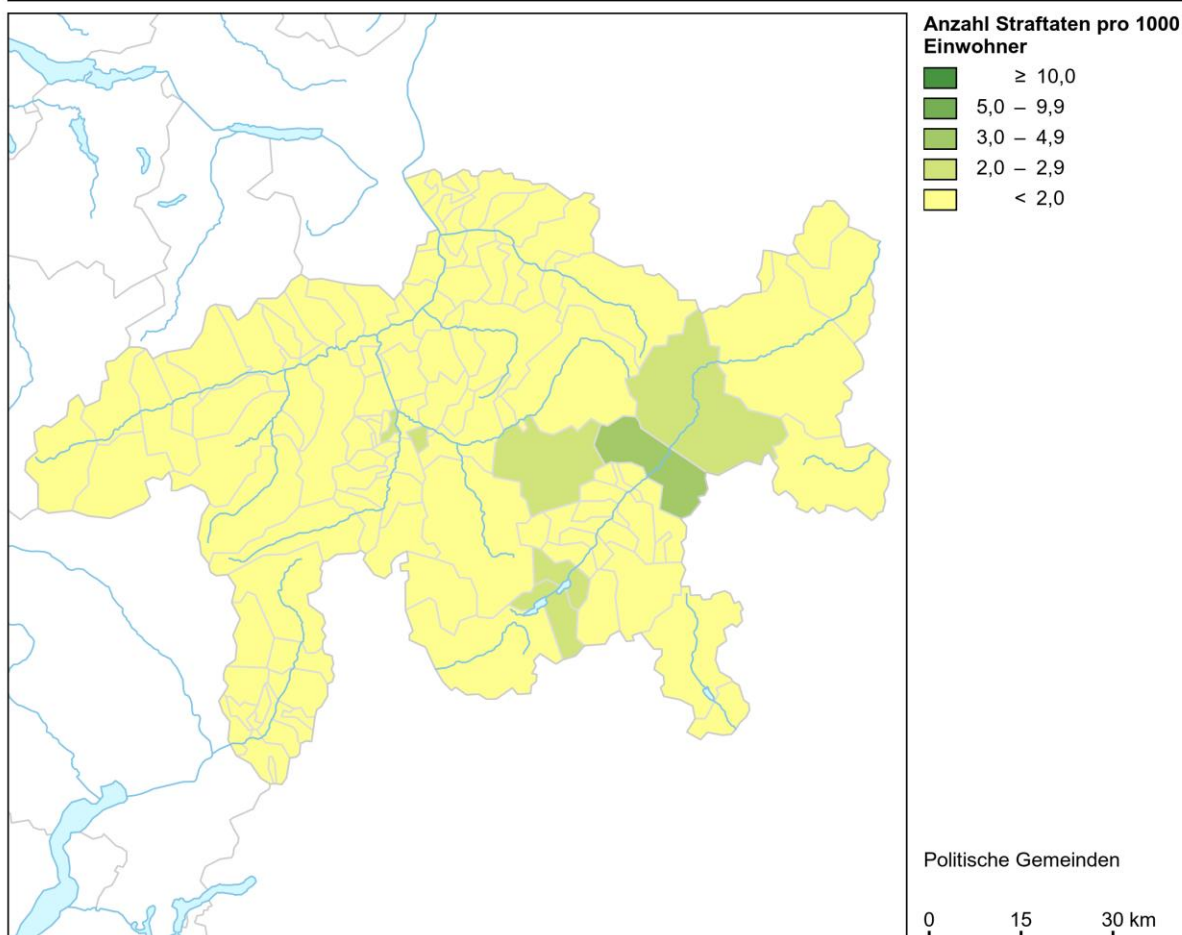 Anzahl Straftaten pro 1000
Einwohner
≥ 10,0
5,0 – 9,9
3,0 – 4,9
2,0 – 2,9
< 2,0
Politische Gemeinden
0 15 30 km